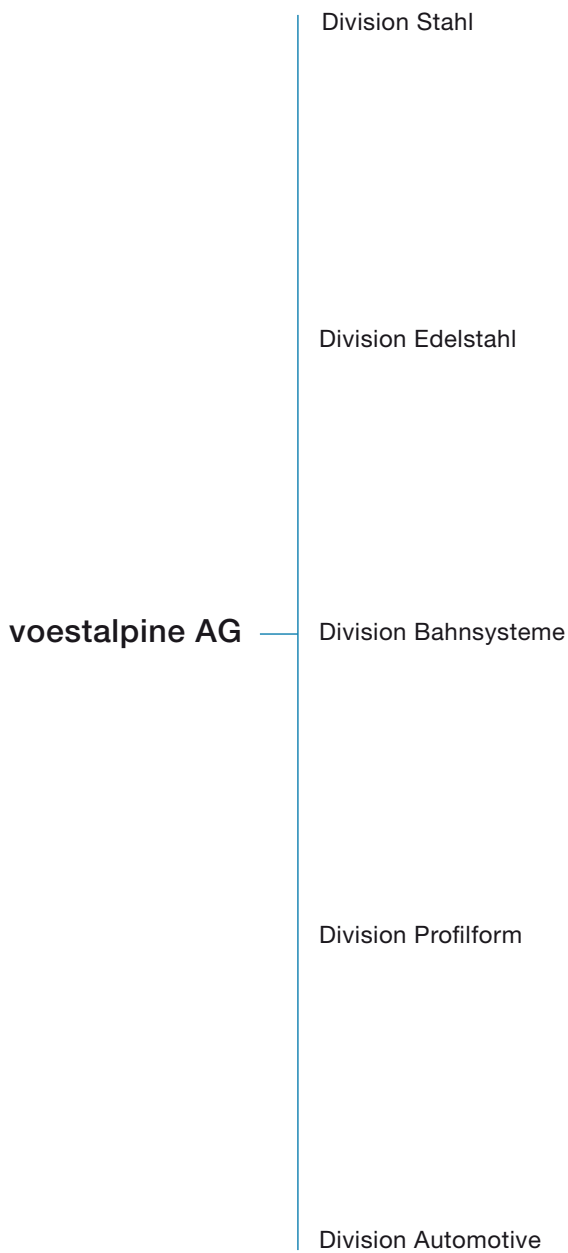 Division Stahl
Division Edelstahl
voestalpine AG
Division Bahnsysteme
Division Profilform
Division Automotive